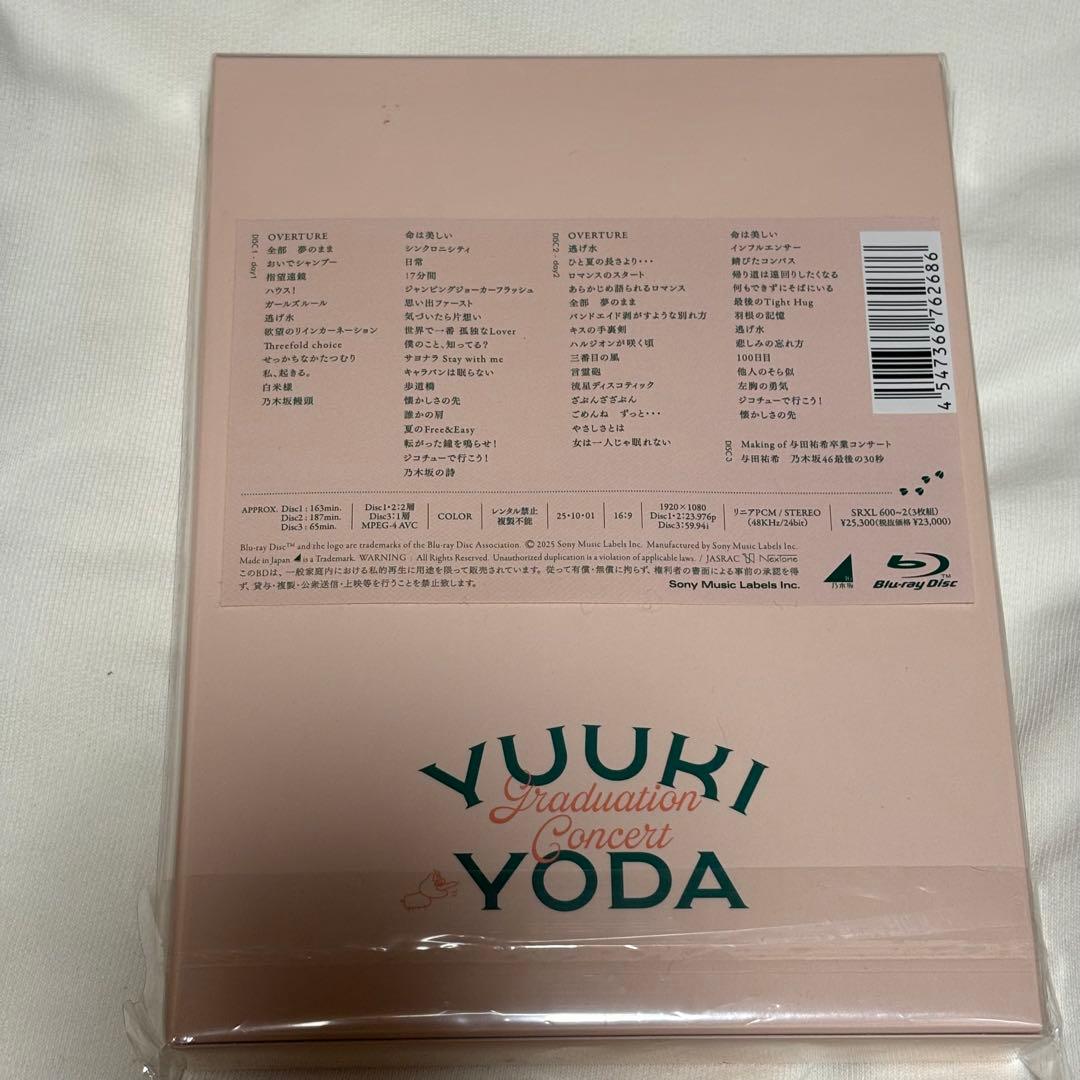 DISC 1 - day1
OVERTURE
全部 夢のまま
おいでシャンプー
指望遠鏡
ハウス!
ガールズルール
逃げ水
欲望のリインカーネーション
Threefold choice
せっかちなかたつむり
私、起きる。
白米様
乃木坂饅頭
命は美しい
シンクロニシティ
日常
17分間
ジャンピングジョーカーフラッシュ
思い出ファースト
気づいたら片想い
世界で一番 孤独なLover
僕のこと、知ってる?
サヨナラ Stay with me
キャラバンは眠らない
歩道橋
懐かしさの先
誰かの肩
夏のFree&Easy
転がった鐘を鳴らせ!
ジコチューで行こう!
乃木坂の詩
DISC 2 - day2
OVERTURE
逃げ水
ひと夏の長さより・・・
ロマンスのスタート
あらかじめ語られるロマンス
全部 夢のまま
バンドエイド剥がすような別れ方
キスの手裏剣
ハルジオンが咲く頃
三番目の風
言霊砲
流星ディスコティック
ざぶんざざぶん
ごめんね ずっと・・・
やさしさとは
女は一人じゃ眠れない
命は美しい
インフルエンサー
錆びたコンパス
帰り道は遠回りしたくなる
何もできずにそばにいる
最後のTight Hug
羽根の記憶
逃げ水
悲しみの忘れ方
100日目
他人のそら似
左胸の勇気
ジコチューで行こう!
懐かしさの先
DISC 3
Making of 与田祐希卒業コンサート
与田祐希 乃木坂46最後の30秒
4 547366 762686
APPROX. Disc1 : 163min.
Disc2 : 187min.
Disc3 : 65min.
Disc1・2:2層
Disc3:1層
MPEG-4 AVC
COLOR
レンタル禁止
複製不能
25・10・01
16:9
1920×1080
Disc1・2:23.976p
Disc3:59.94i
リニアPCM / STEREO
(48KHz/24bit)
SRXL 600~2(3枚組)
¥25,300(税抜価格 ¥23,000)
Blu-ray Disc™ and the logo are trademarks of the Blu-ray Disc Association. ©2025 Sony Music Labels Inc. Manufactured by Sony Music Labels Inc.
Made in Japan is a Trademark. WARNING : All Rights Reserved. Unauthorized duplication is a violation of applicable laws. / JASRAC NexTone
このBDは、一般家庭内における私的再生に用途を限って販売されています。従って有償・無償に拘らず、権利者の書面による事前の承認を得
ず、貸与・複製・公衆送信・上映等を行うことを禁止致します。
Sony Music Labels Inc.
乃木坂
Blu-ray Disc™
YUUKI
Graduation
Concert
YODA